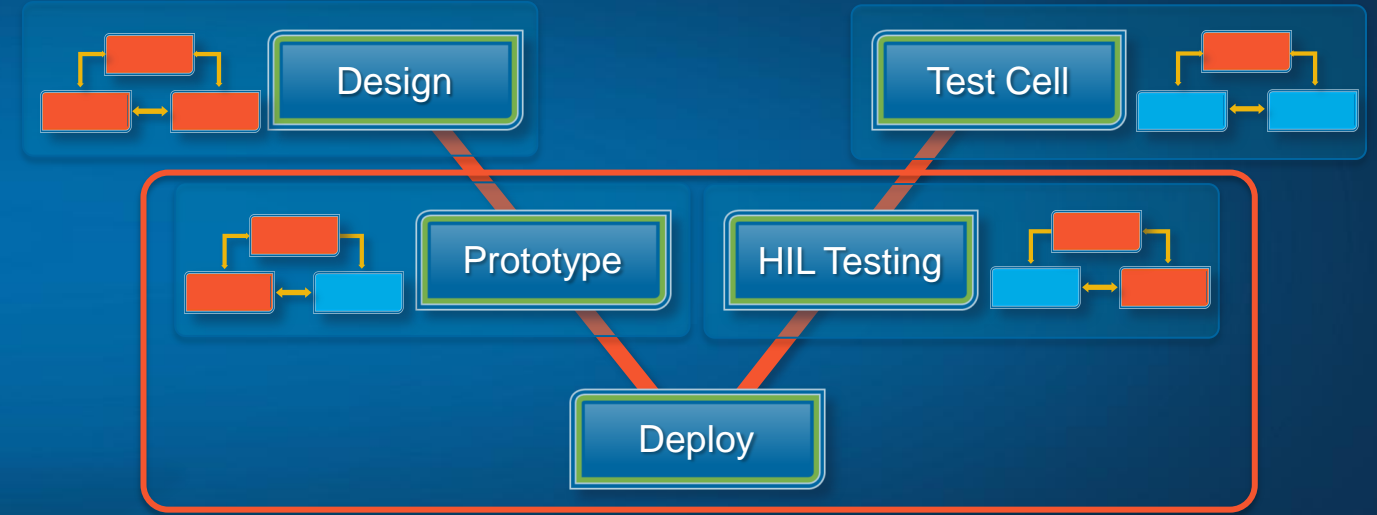 Design
Test Cell
Prototype
HIL Testing
Deploy